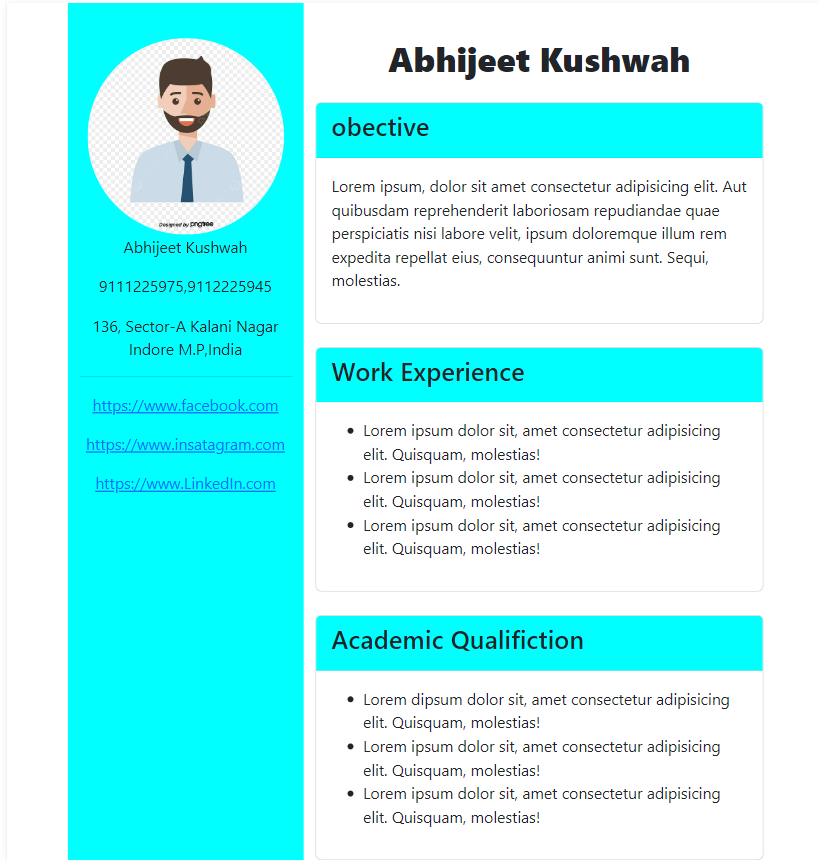 Designed by pngtree
Abhijeet Kushwah
9111225975,9112225945
136, Sector-A Kalani Nagar
Indore M.P,India
https://www.facebook.com
https://www.insatagram.com
https://www.LinkedIn.com
Abhijeet Kushwah
obective
Lorem ipsum, dolor sit amet consectetur adipisicing elit. Aut
quibusdam reprehenderit laboriosam repudiandae quae
perspiciatis nisi labore velit, ipsum doloremque illum rem
expedita repellat eius, consequuntur animi sunt. Sequi,
molestias.
Work Experience
• Lorem ipsum dolor sit, amet consectetur adipisicing
elit. Quisquam, molestias!
• Lorem ipsum dolor sit, amet consectetur adipisicing
elit. Quisquam, molestias!
• Lorem ipsum dolor sit, amet consectetur adipisicing
elit. Quisquam, molestias!
Academic Qualifiction
• Lorem dipsum dolor sit, amet consectetur adipisicing
elit. Quisquam, molestias!
• Lorem ipsum dolor sit, amet consectetur adipisicing
elit. Quisquam, molestias!
• Lorem ipsum dolor sit, amet consectetur adipisicing
elit. Quisquam, molestias!